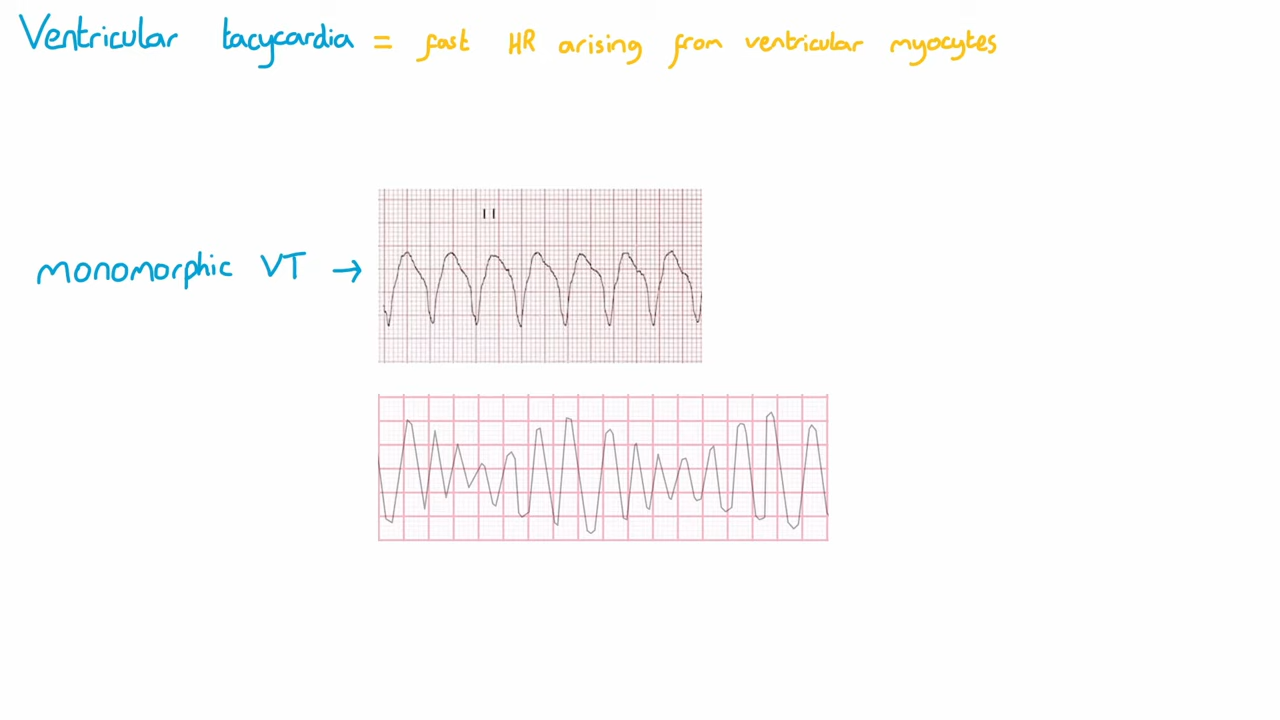 Ventricular tacycardia = fast HR arising from ventricular myocytes
II
monomorphic VT →